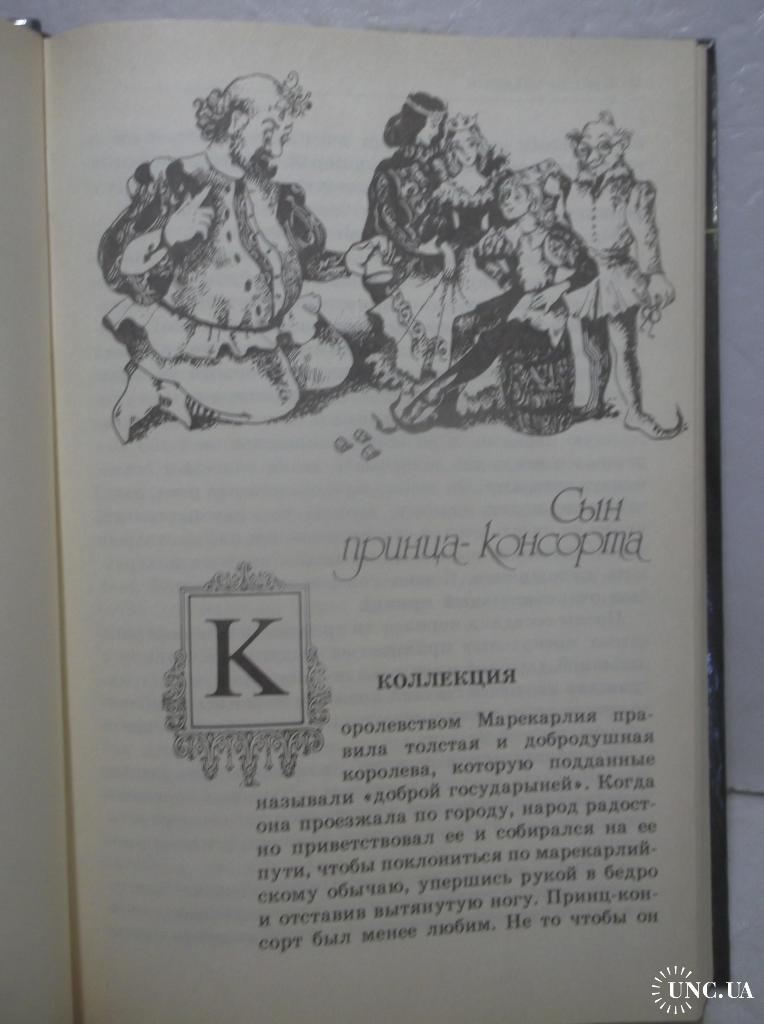 Сын
принца-консорта
К
КОЛЛЕКЦИЯ
оролевством Марекарлия пра-
вила толстая и добродушная
королева, которую подданные
называли «доброй государыней». Когда
она проезжала по городу, народ радост-
но приветствовал ее и собирался на ее
пути, чтобы поклониться по марекарлий-
скому обычаю, упершись рукой в бедро
и отставив вытянутую ногу. Принц-кон-
сорт был менее любим. Не то чтобы он
UNC.UA